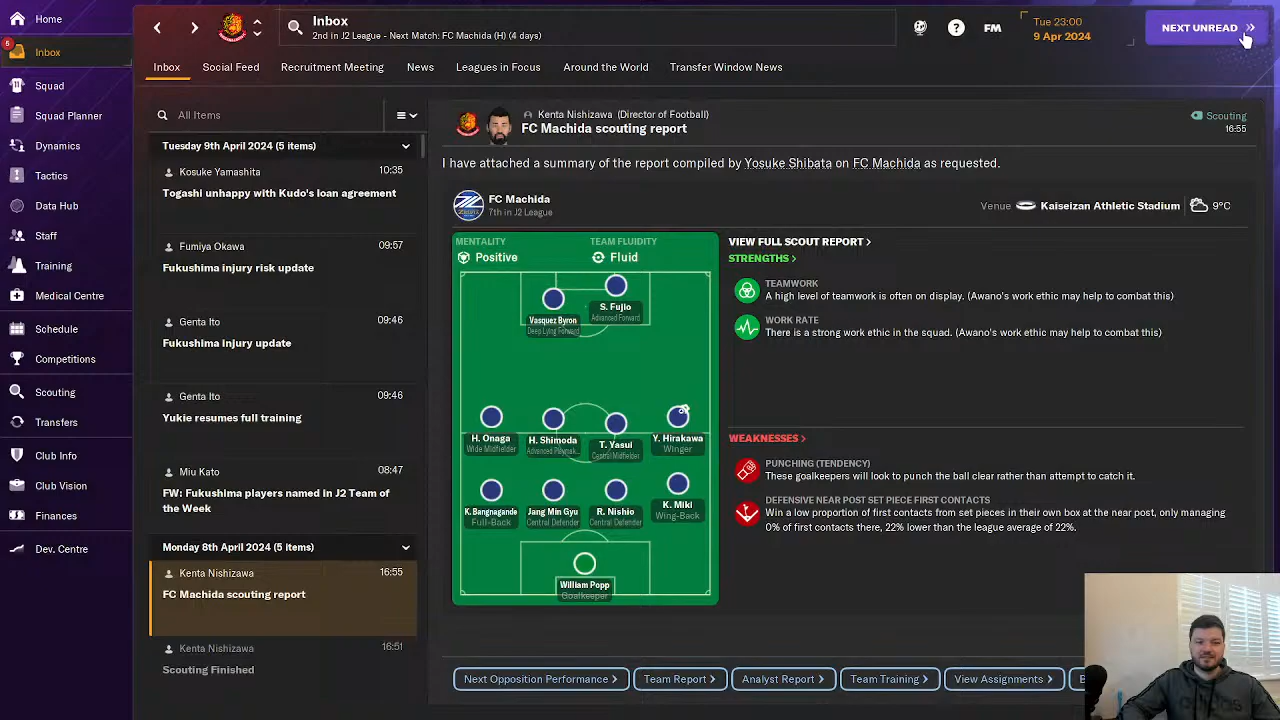 Home
5
Inbox
Squad
Squad Planner
Dynamics
Tactics
Data Hub
Staff
Training
Medical Centre
Schedule
Competitions
Scouting
Transfers
Club Info
Club Vision
Finances
Dev. Centre
Inbox
2nd in J2 League - Next Match: FC Machida (H) (4 days)
?
FM
Tue 23:00
9 Apr 2024
NEXT UNREAD
Inbox
Social Feed
Recruitment Meeting
News
Leagues in Focus
Around the World
Transfer Window News
All Items
Tuesday 9th April 2024 (5 items)
Kosuke Yamashita 10:35
Togashi unhappy with Kudo's loan agreement
Fumiya Okawa 09:57
Fukushima injury risk update
Genta Ito 09:46
Fukushima injury update
Genta Ito 09:46
Yukie resumes full training
Miu Kato 08:47
FW: Fukushima players named in J2 Team of
the Week
Monday 8th April 2024 (5 items)
Kenta Nishizawa 16:55
FC Machida scouting report
Kenta Nishizawa 16:51
Scouting Finished
Kenta Nishizawa (Director of Football)
FC Machida scouting report
Scouting
16:55
I have attached a summary of the report compiled by Yosuke Shibata on FC Machida as requested.
FC Machida
7th in J2 League
Venue Kaiseizan Athletic Stadium 9°C
MENTALITY
Positive
TEAM FLUIDITY
Fluid
Vasquez Byron
Deep Lying Forward
S. Fujio
Advanced Forward
H. Onaga
Wide Midfielder
H. Shimoda
Advanced Playmak...
T. Yasui
Central Midfielder
Y. Hirakawa
Winger
K. Bangnagande
Full-Back
Jang Min Gyu
Central Defender
R. Nishio
Central Defender
K. Miki
Wing-Back
William Popp
Goalkeeper
VIEW FULL SCOUT REPORT >
STRENGTHS >
TEAMWORK
A high level of teamwork is often on display. (Awano's work ethic may help to combat this)
WORK RATE
There is a strong work ethic in the squad. (Awano's work ethic may help to combat this)
WEAKNESSES >
PUNCHING (TENDENCY)
These goalkeepers will look to punch the ball clear rather than attempt to catch it.
DEFENSIVE NEAR POST SET PIECE FIRST CONTACTS
Win a low proportion of first contacts from set pieces in their own box at the near post, only managing
0% of first contacts there, 22% lower than the league average of 22%.
Next Opposition Performance >
Team Report >
Analyst Report >
Team Training >
View Assignments >